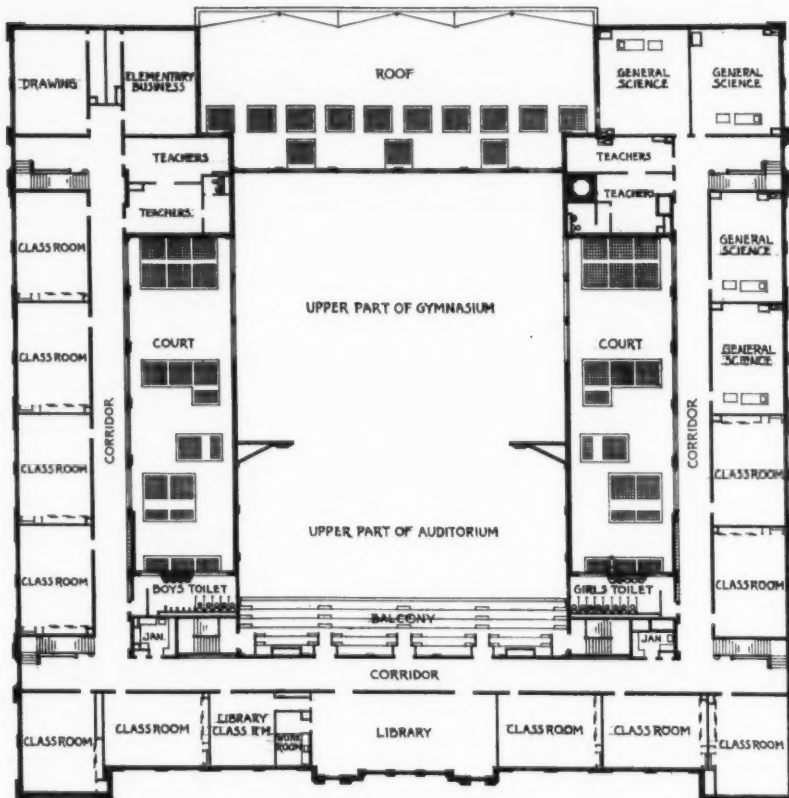 ROOF
DRAWING
ELEMENTARY
BUSINESS
GENERAL
SCIENCE
GENERAL
SCIENCE
TEACHERS
TEACHERS
TEACHERS
TEACHERS
CLASS ROOM
GENERAL
SCIENCE
UPPER PART OF GYMNASIUM
COURT
COURT
CLASS ROOM
GENERAL
SCIENCE
CORRIDOR
CORRIDOR
CLASS ROOM
CLASS ROOM
UPPER PART OF AUDITORIUM
CLASS ROOM
CLASS ROOM
BOYS TOILET
GIRLS TOILET
BALCONY
JAN.
JAN
CORRIDOR
CLASS ROOM
CLASS ROOM
LIBRARY
CLASS R'M.
WORK
ROOM
LIBRARY
CLASS ROOM
CLASS ROOM
CLASS ROOM